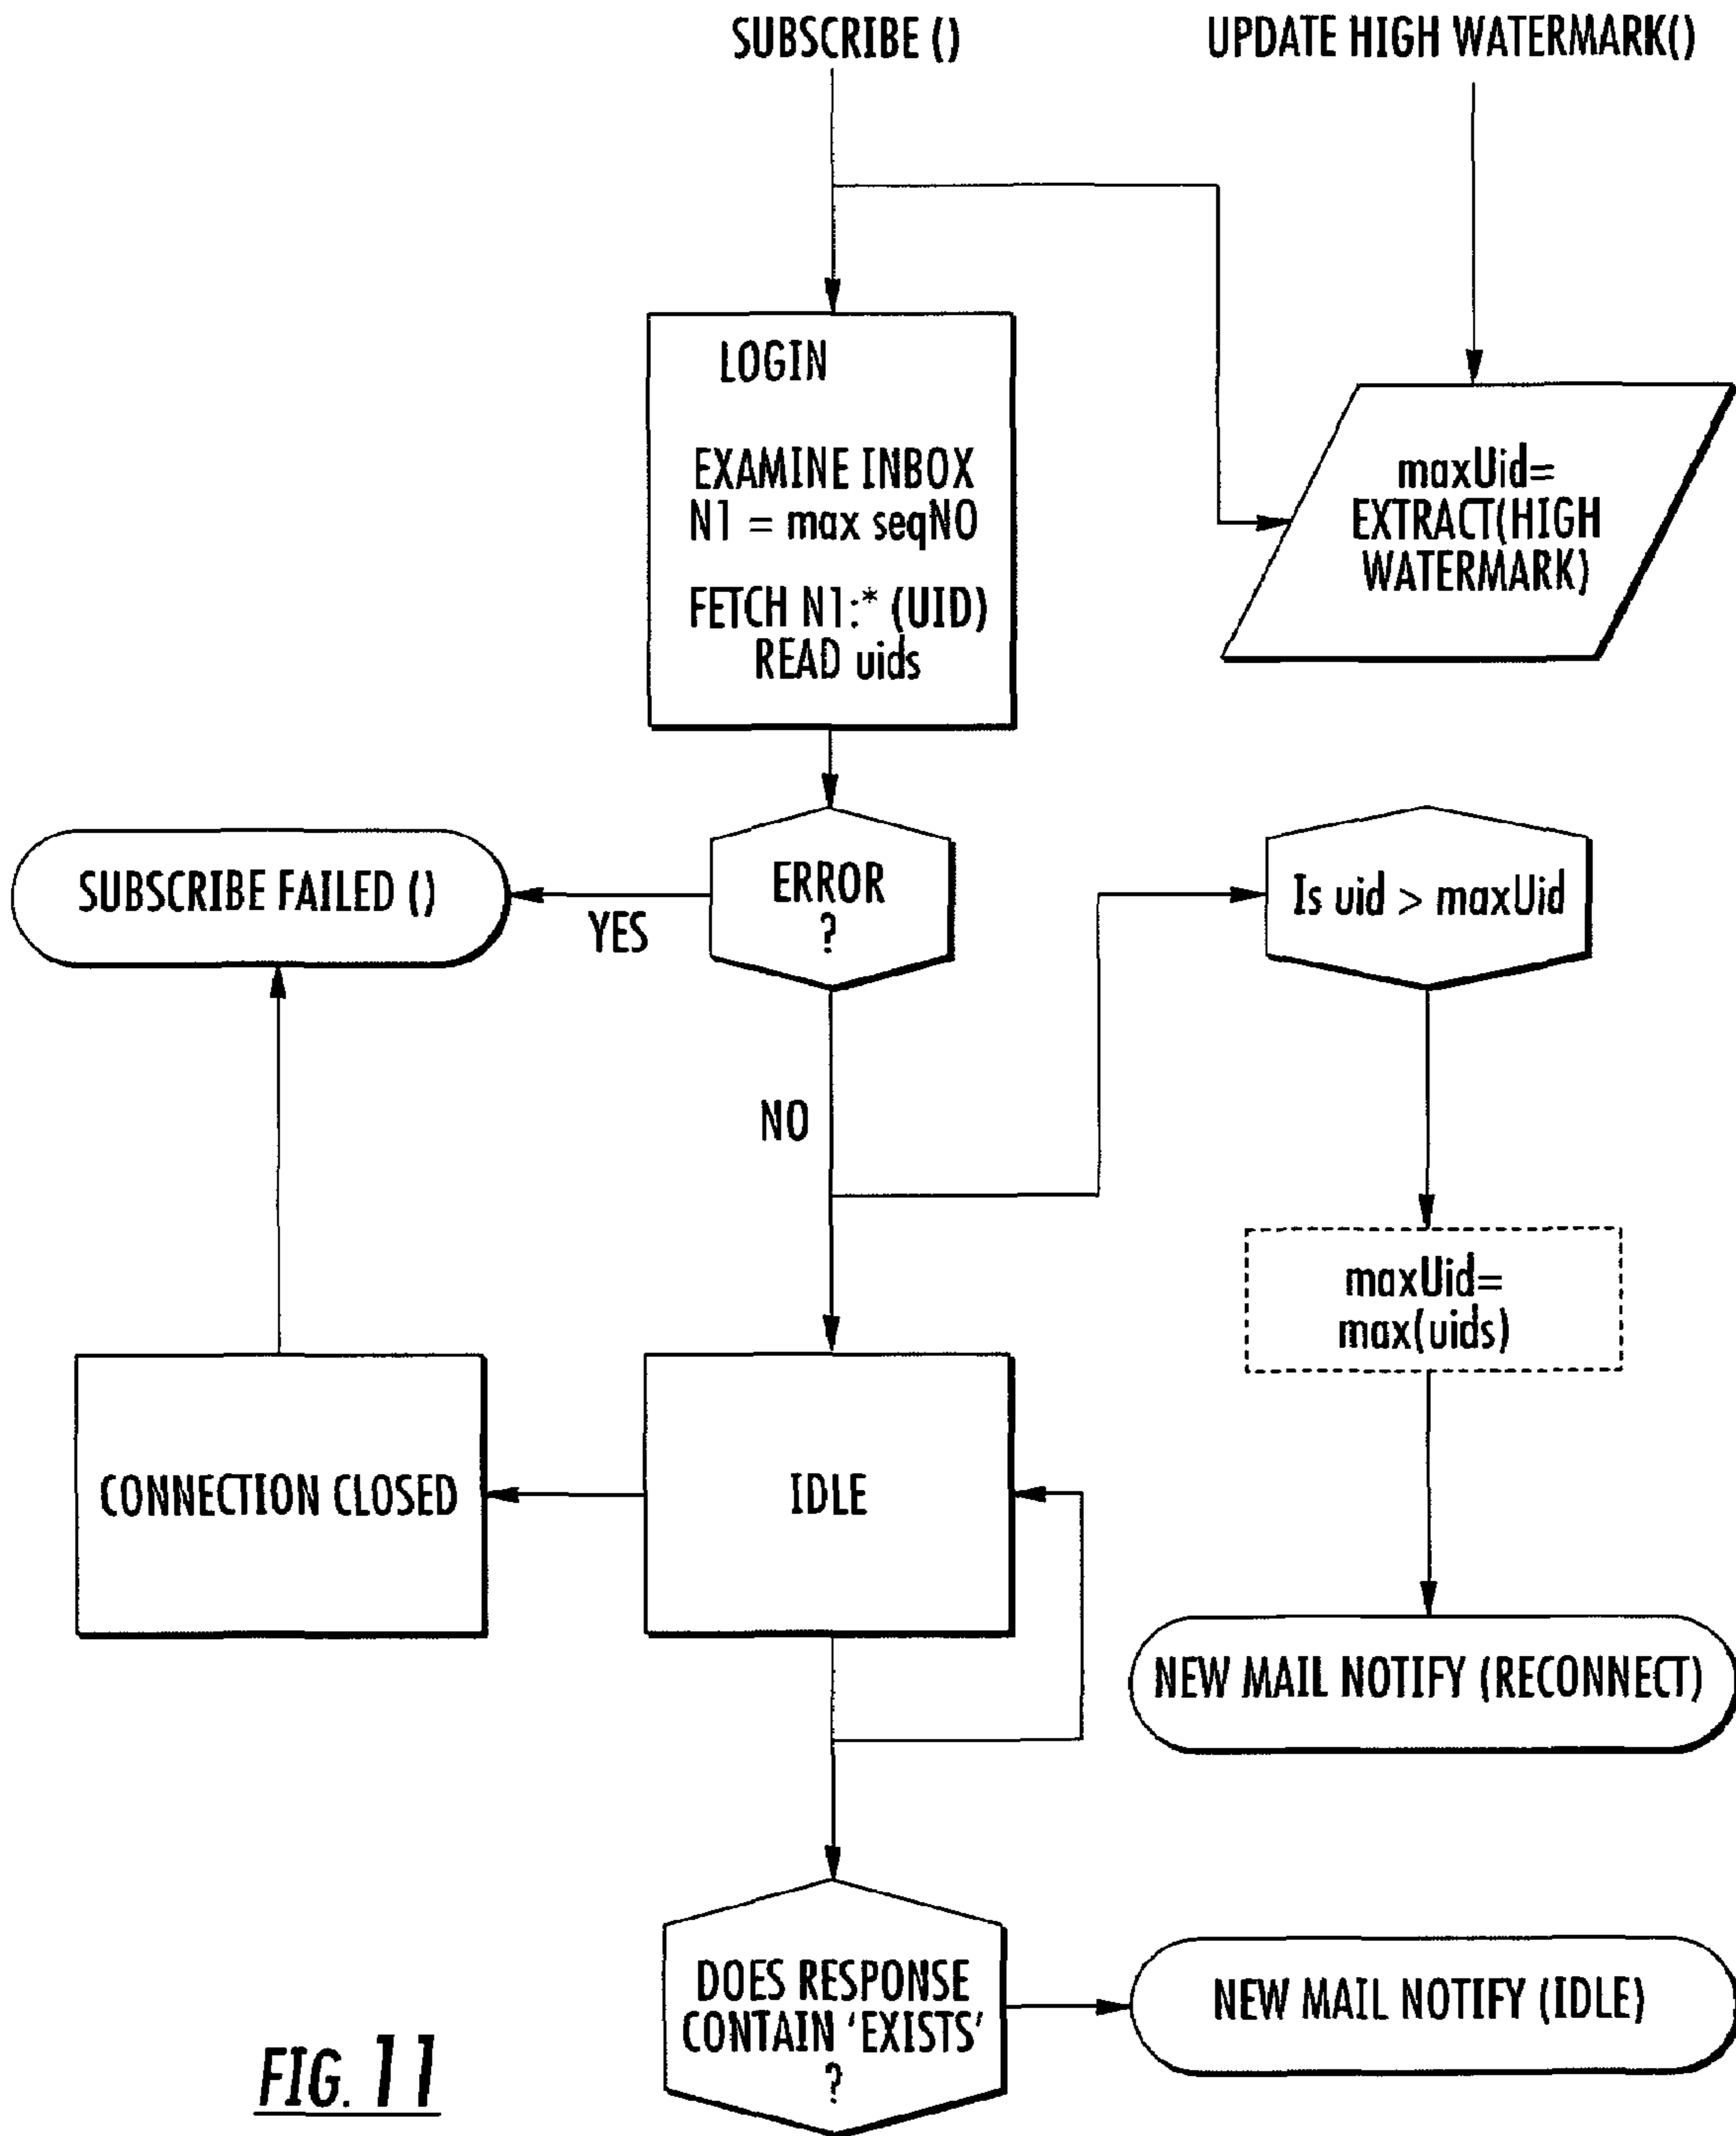 SUBSCRIBE ()
UPDATE HIGH WATERMARK()
LOGIN
EXAMINE INBOX
N1 = max seqNO
FETCH N1:* (UID)
READ uids
maxUid=
EXTRACT(HIGH
WATERMARK)
SUBSCRIBE FAILED ()
YES
ERROR
?
Is uid > maxUid
NO
maxUid=
max(uids)
CONNECTION CLOSED
IDLE
NEW MAIL NOTIFY (RECONNECT)
DOES RESPONSE
CONTAIN 'EXISTS'
?
NEW MAIL NOTIFY (IDLE)
FIG. 11